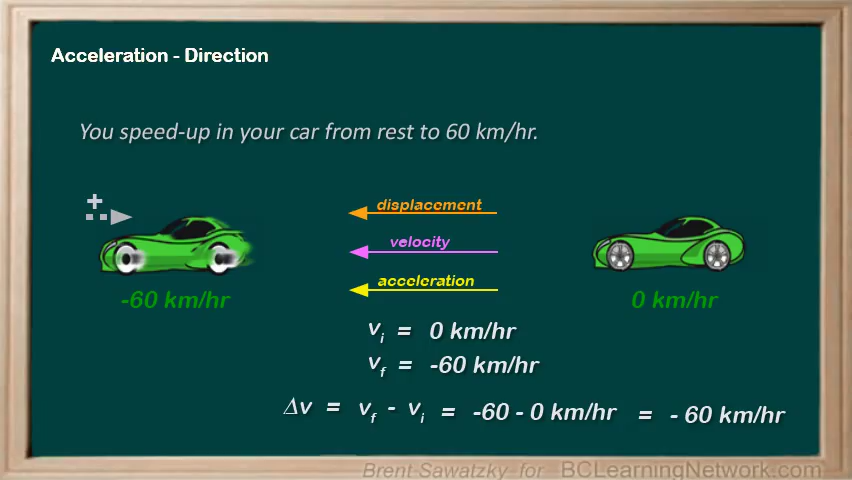 Acceleration - Direction
You speed-up in your car from rest to 60 km/hr.
+
displacement
velocity
acceleration
-60 km/hr
0 km/hr
vi = 0 km/hr
vf = -60 km/hr
Δv = vf - vi = -60 - 0 km/hr = - 60 km/hr
Brent Sawatzky for BCLearningNetwork.com